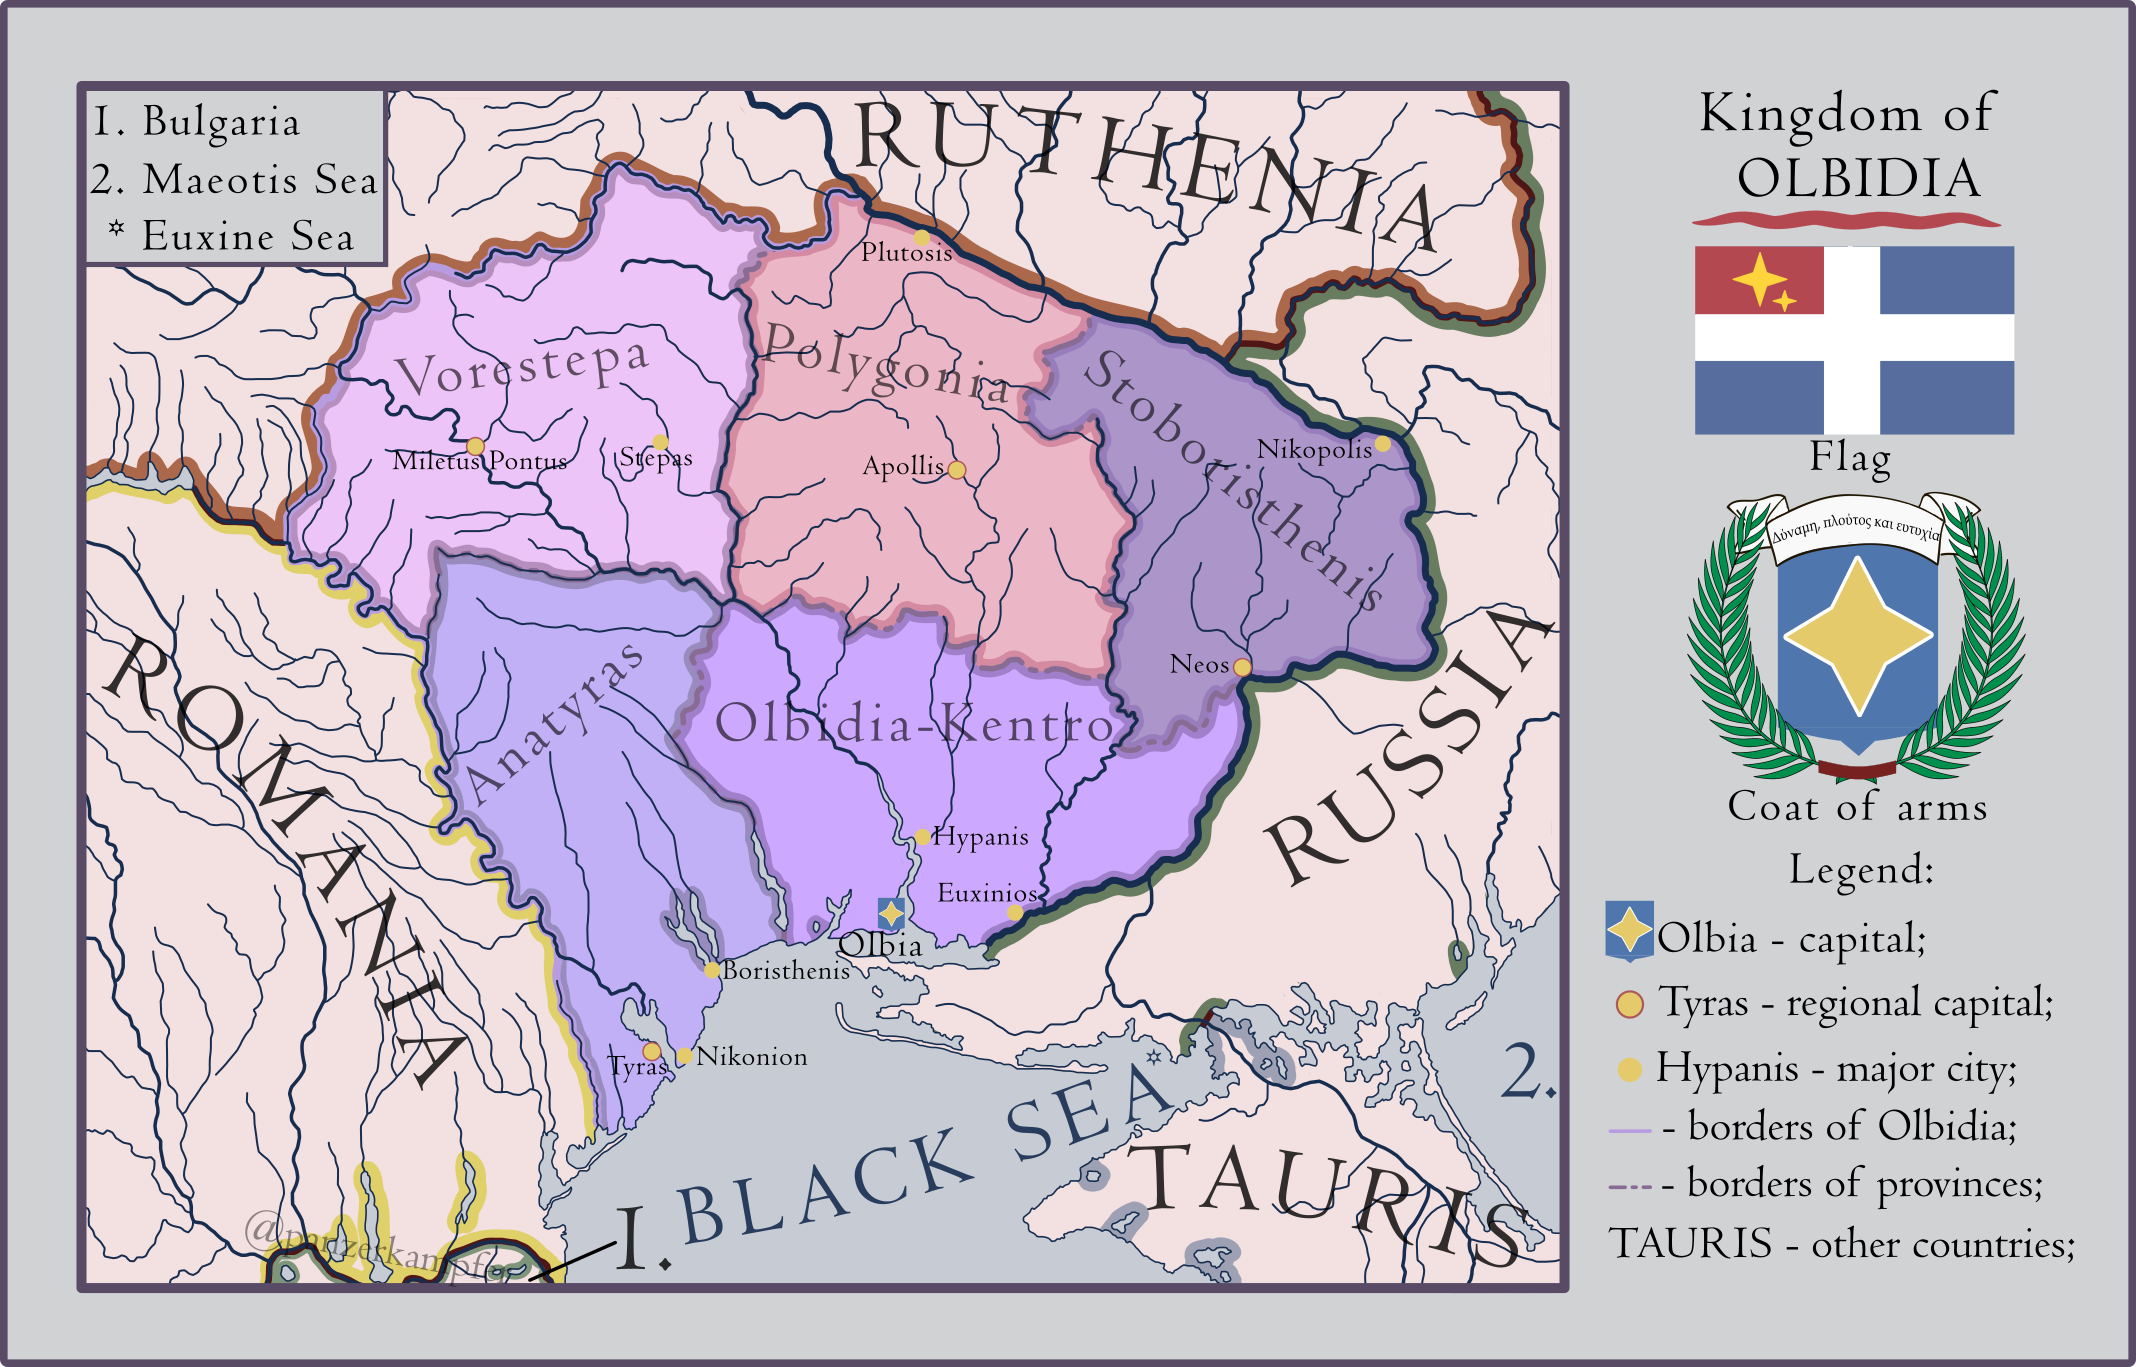 1. Bulgaria
2. Maeotis Sea
* Euxine Sea
RUTHENIA
Plutosis
Vorestepa
Polygonia
Stoboristhenis
Miletus Pontus
Stepas
Apollis
Nikopolis
ROMANIA
Anatyras
Olbidia-Kentro
Neos
RUSSIA
Hypanis
Euxinios
Olbia
Boristhenis
Tyras
Nikonion
BLACK SEA
*
2.
TAURIS
1.
@panzerkampfer
Kingdom of
OLBIDIA
Flag
Δύναμη, πλούτος και ευτυχία
Coat of arms
Legend:
Olbia - capital;
Tyras - regional capital;
Hypanis - major city;
- borders of Olbidia;
- borders of provinces;
TAURIS - other countries;